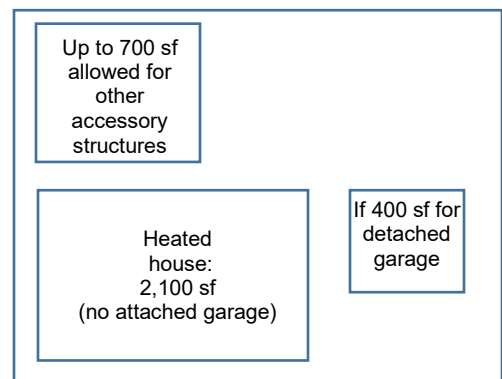 Up to 700 sf
allowed for
other
accessory
structures
If 400 sf for
detached
garage
Heated
house:
2,100 sf
(no attached garage)